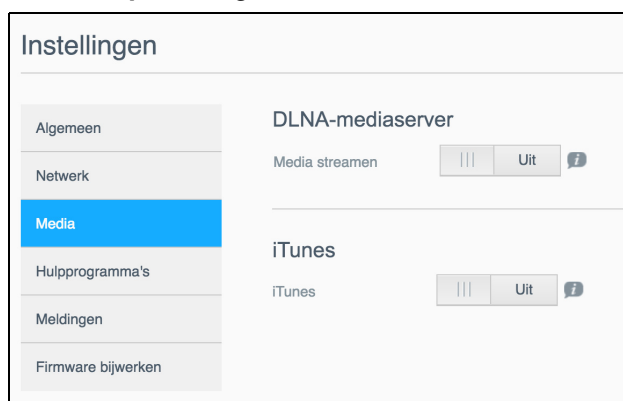 Instellingen
Algemeen
Netwerk
Media
Hulpprogramma's
Meldingen
Firmware bijwerken
DLNA-mediaserver
Media streamen Uit i
iTunes
iTunes Uit i